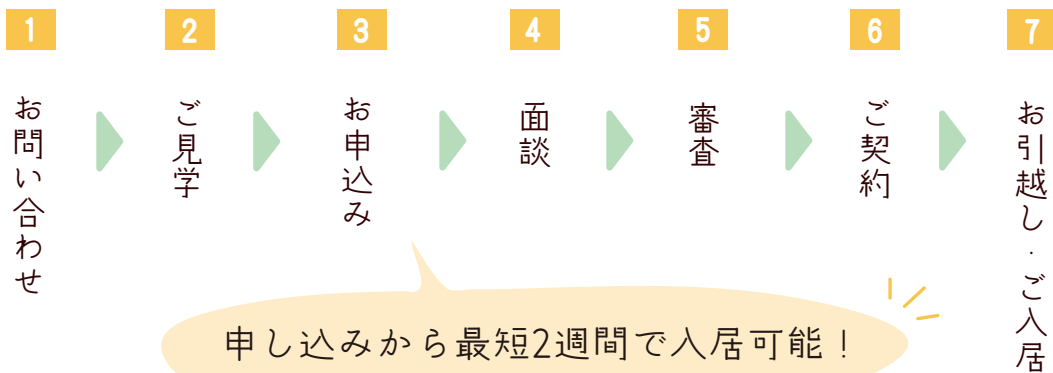 1
お問い合わせ
2
ご見学
3
お申込み
4
面談
5
審査
6
ご契約
7
お引越し・ご入居
申し込みから最短2週間で入居可能！